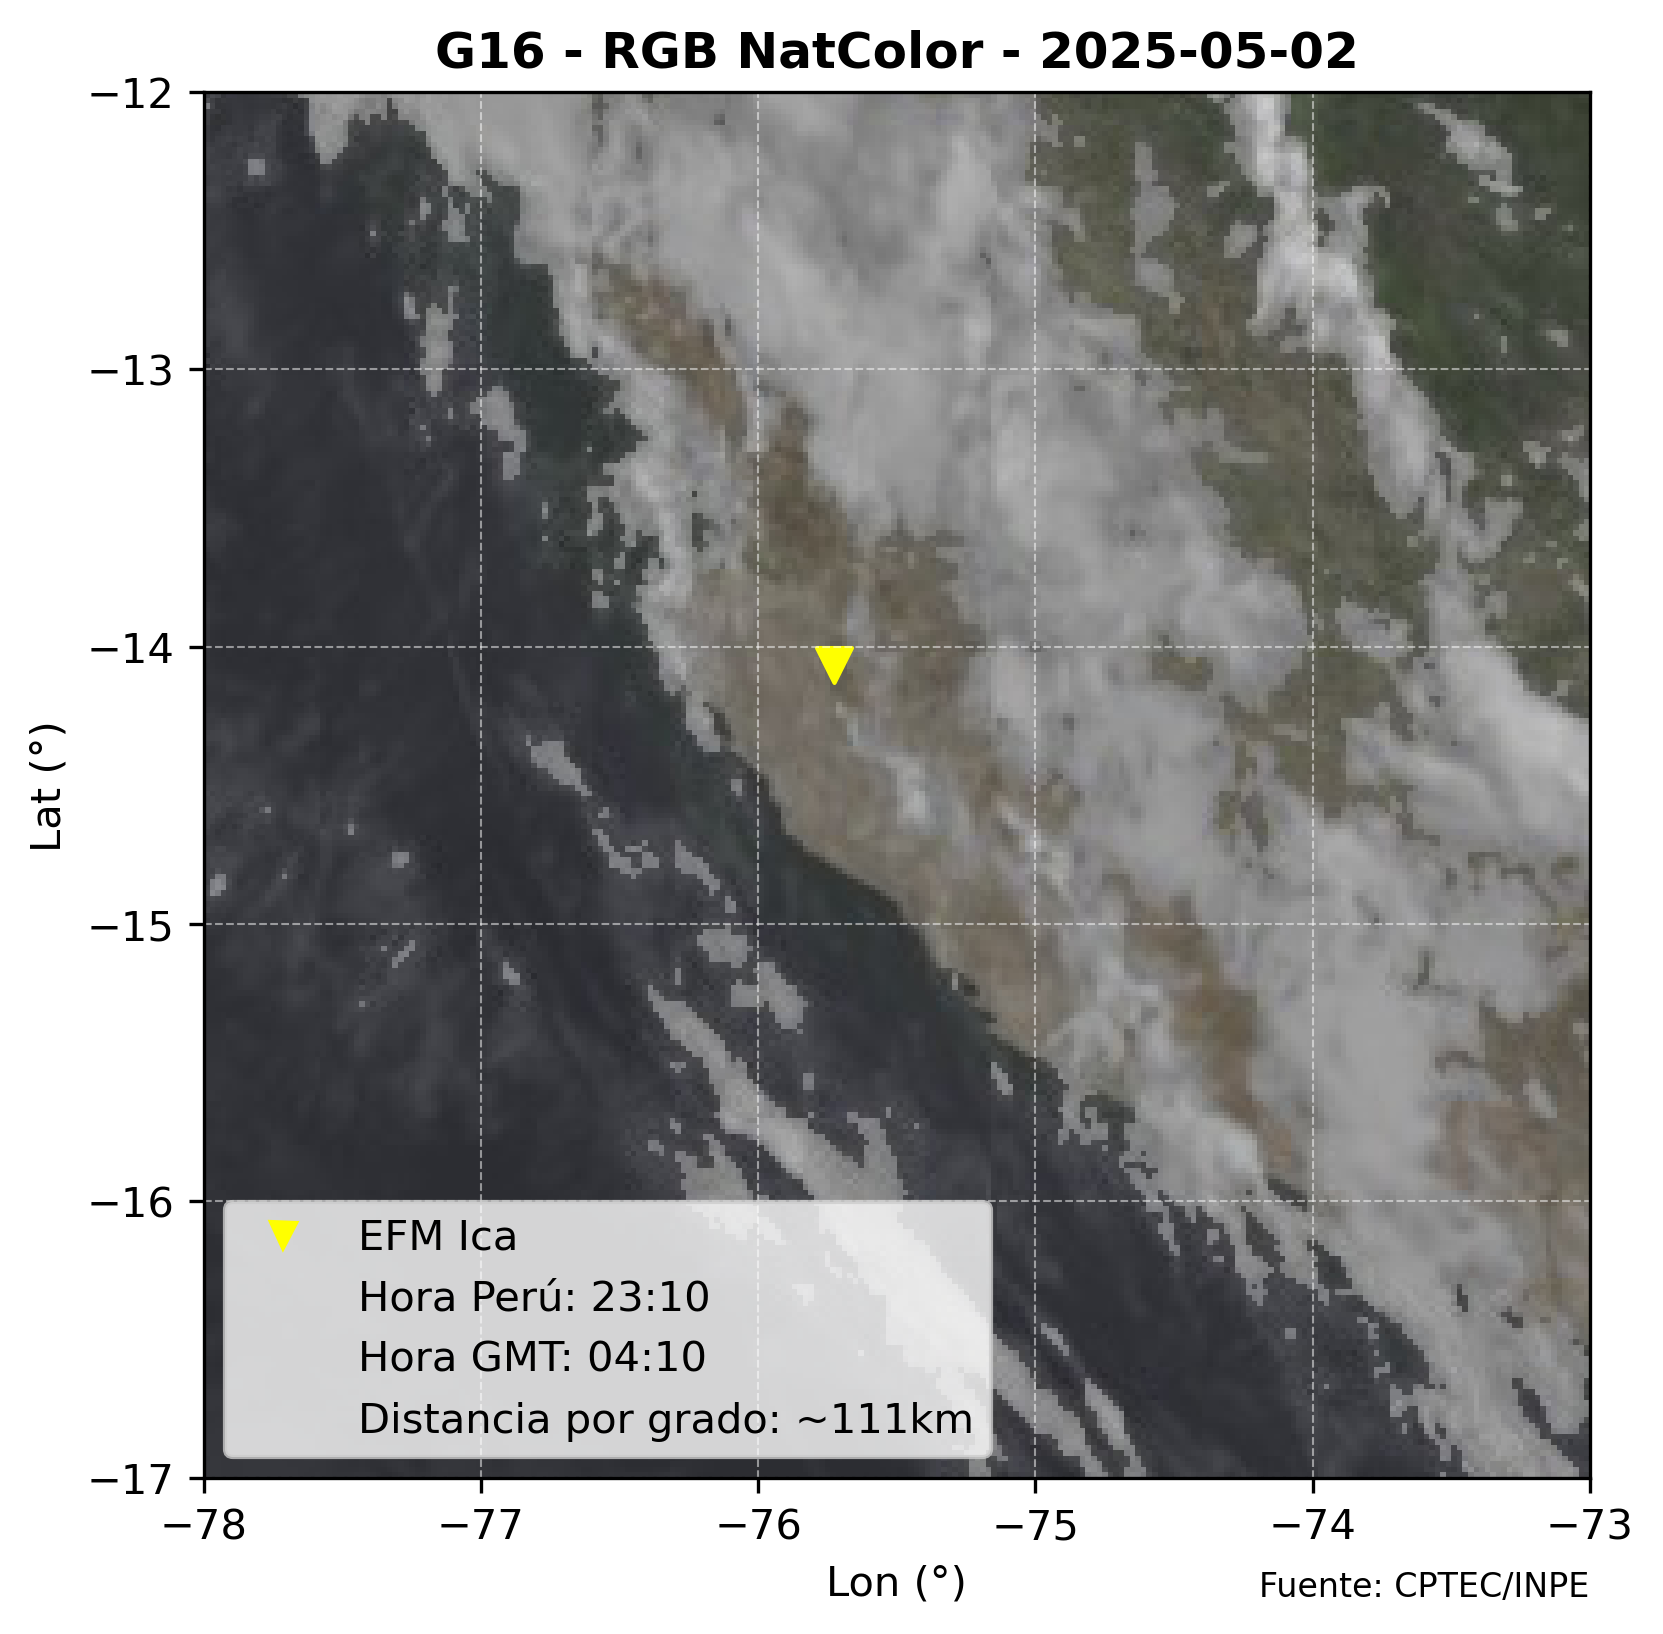 G16 - RGB NatColor - 2025-05-02
−12
−13
−14
−15
−16
−17
Lat (°)
EFM Ica
Hora Perú: 23:10
Hora GMT: 04:10
Distancia por grado: ~111km
−78 −77 −76 −75 −74 −73
Lon (°)
Fuente: CPTEC/INPE